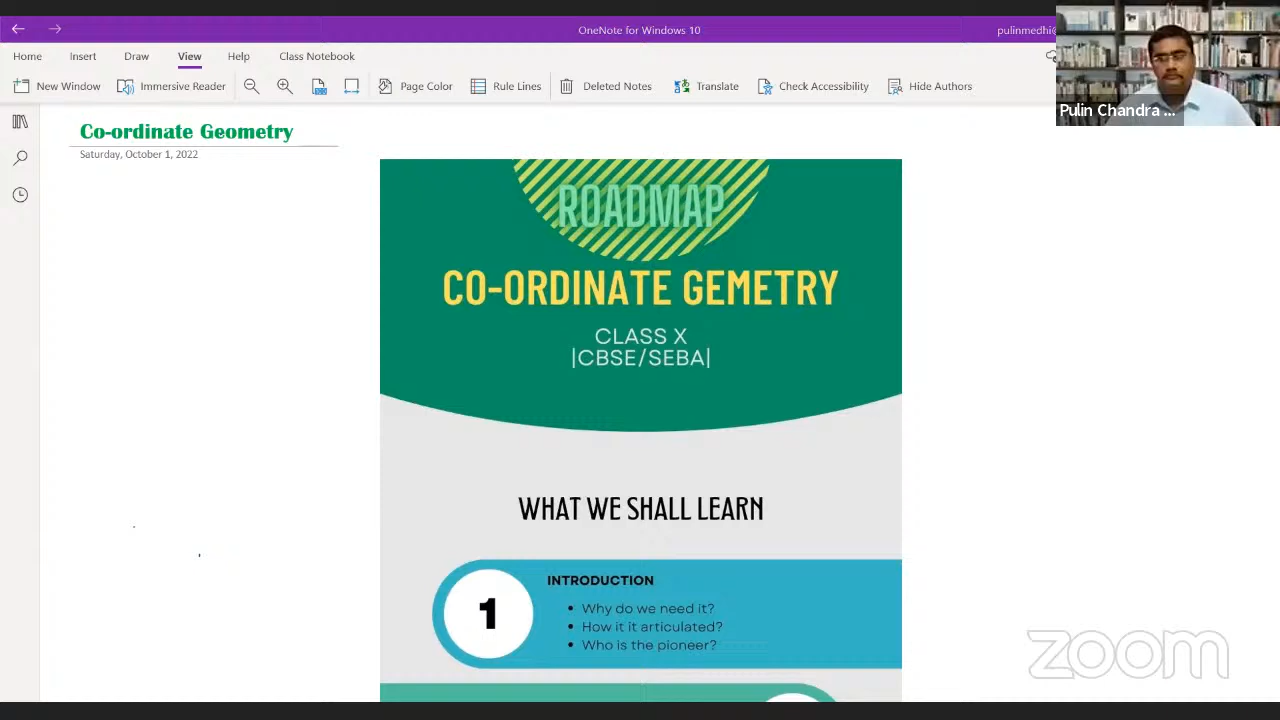 OneNote for Windows 10
pulinmedhi@
Home Insert Draw View Help Class Notebook
New Window Immersive Reader Page Color Rule Lines Deleted Notes Translate Check Accessibility Hide Authors
Pulin Chandra ...
Co-ordinate Geometry
Saturday, October 1, 2022
ROADMAP
CO-ORDINATE GEMETRY
CLASS X
|CBSE/SEBA|
WHAT WE SHALL LEARN
1
INTRODUCTION
• Why do we need it?
• How it it articulated?
• Who is the pioneer?
zoom